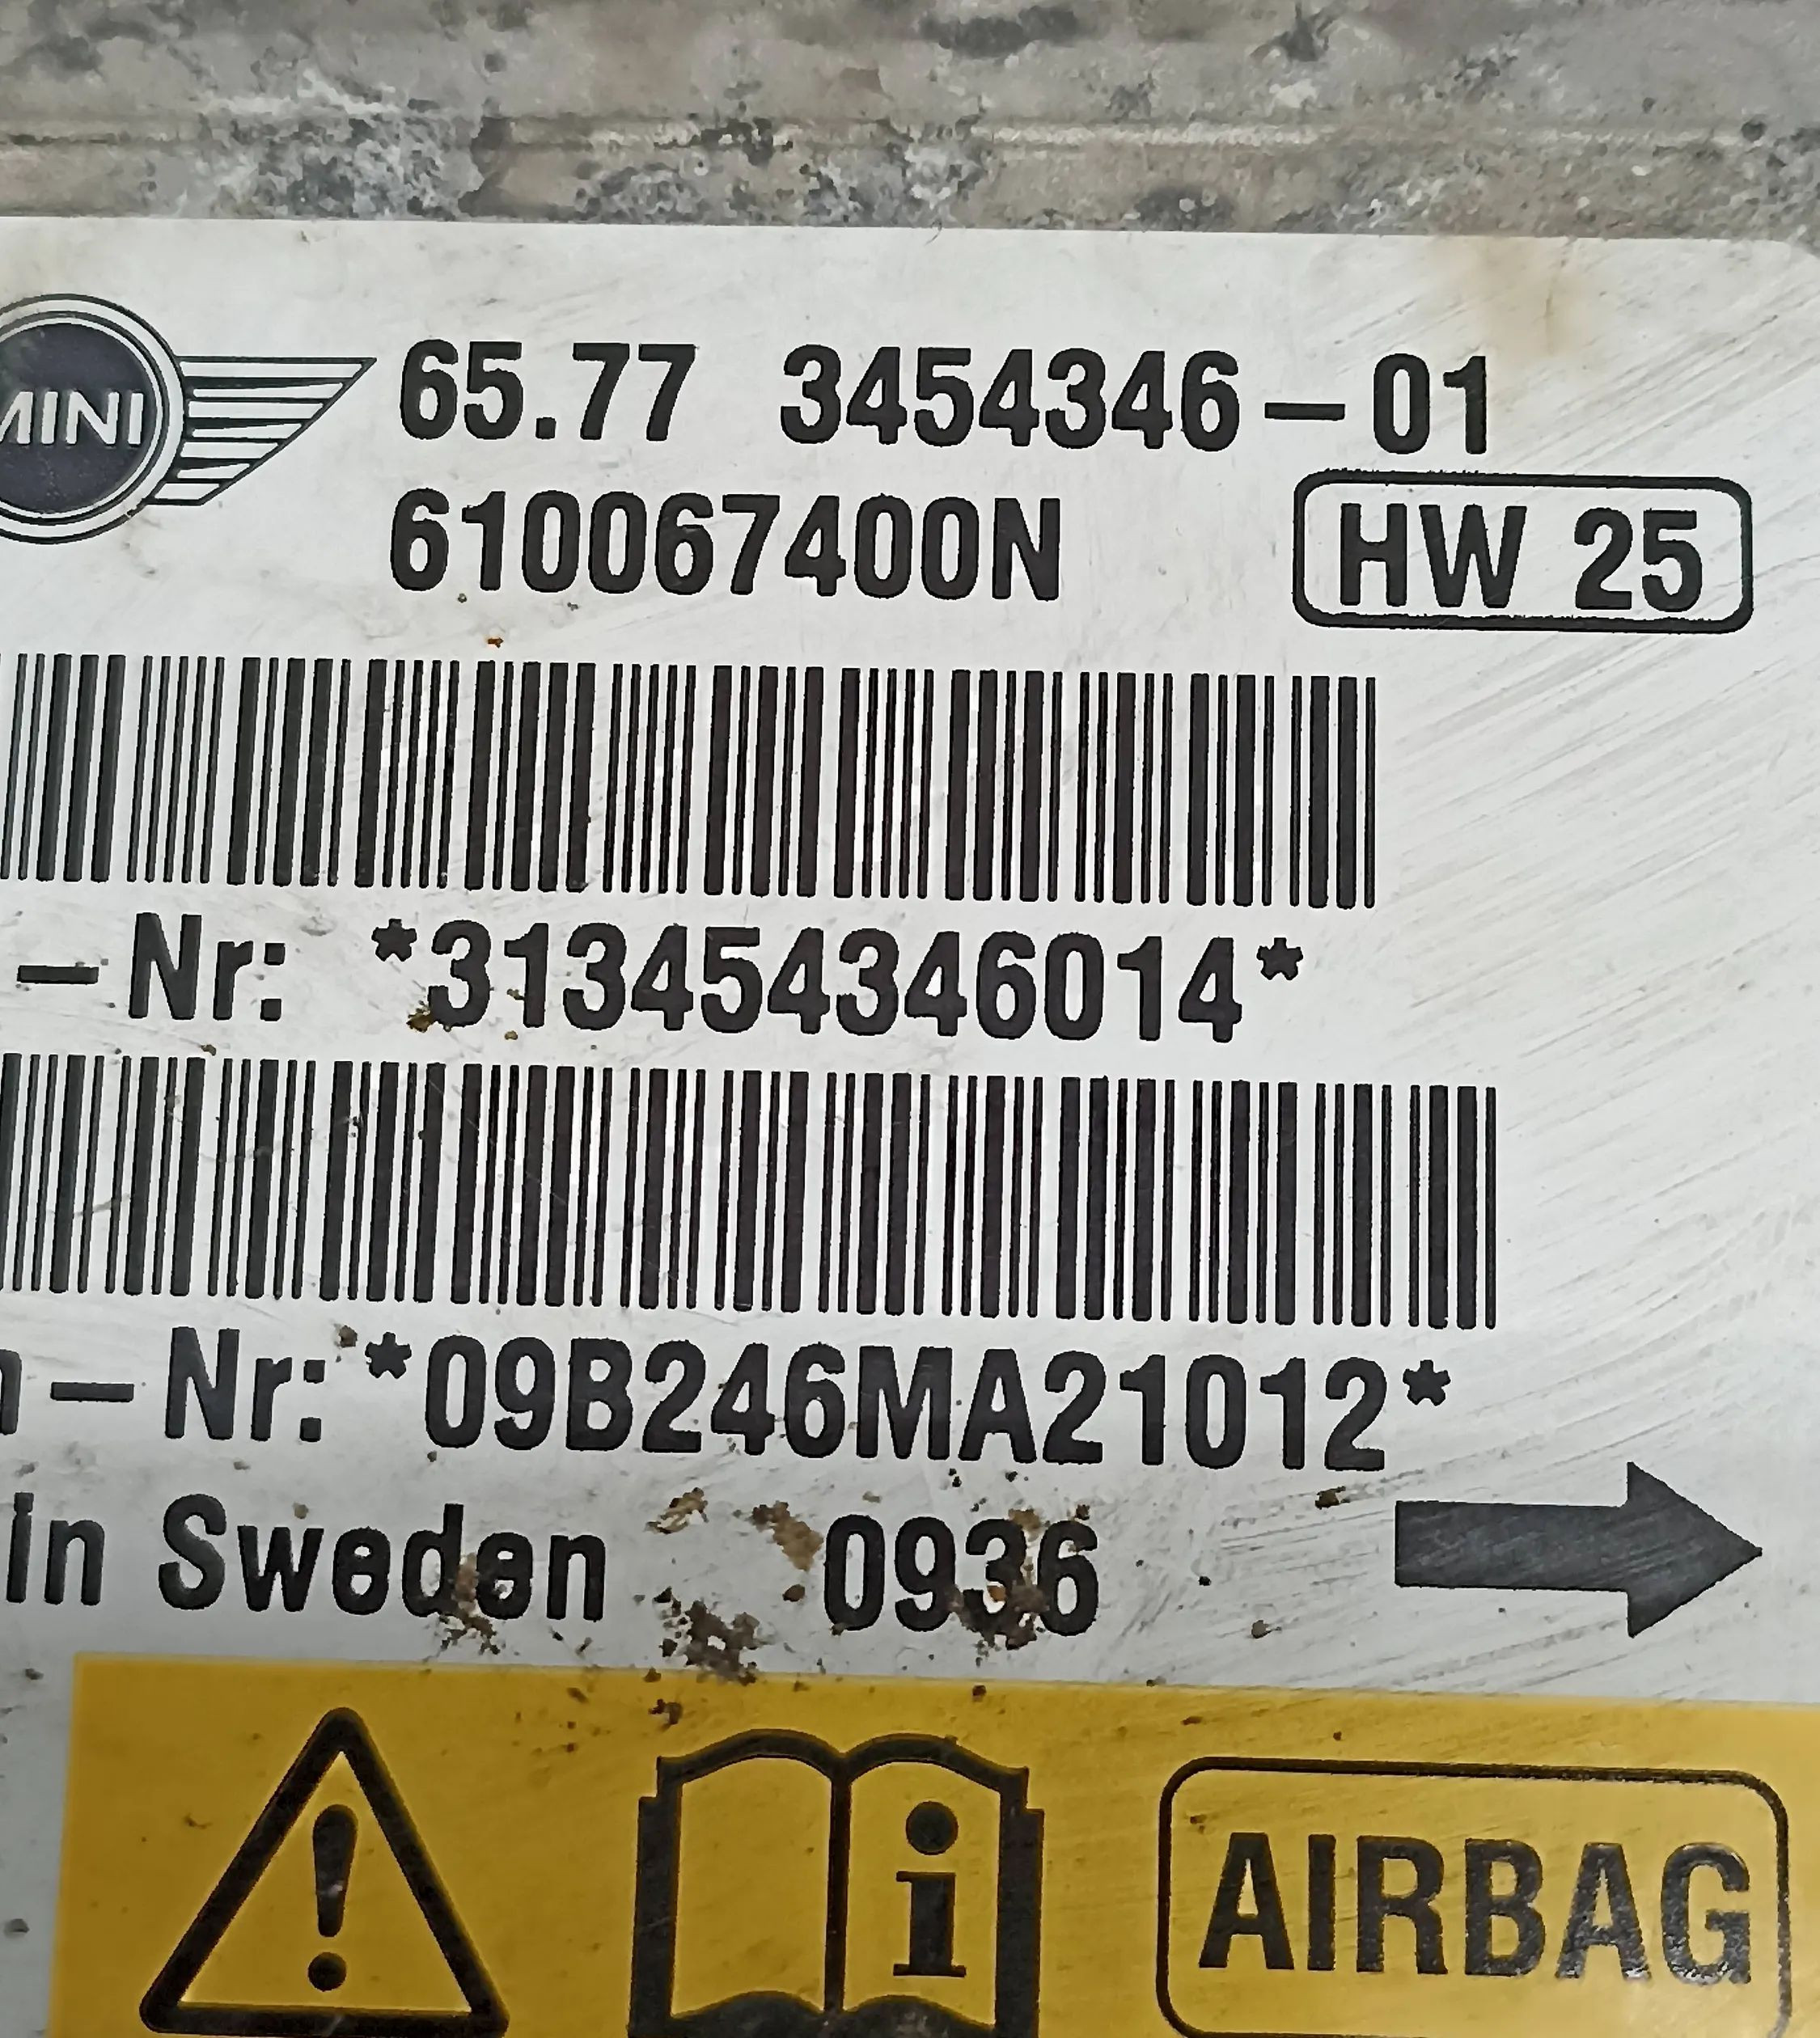 MINI
65.77 3454346-01
610067400N
HW 25
-Nr: *313454346014*
-Nr: *09B246MA21012*
in Sweden 0936
AIRBAG